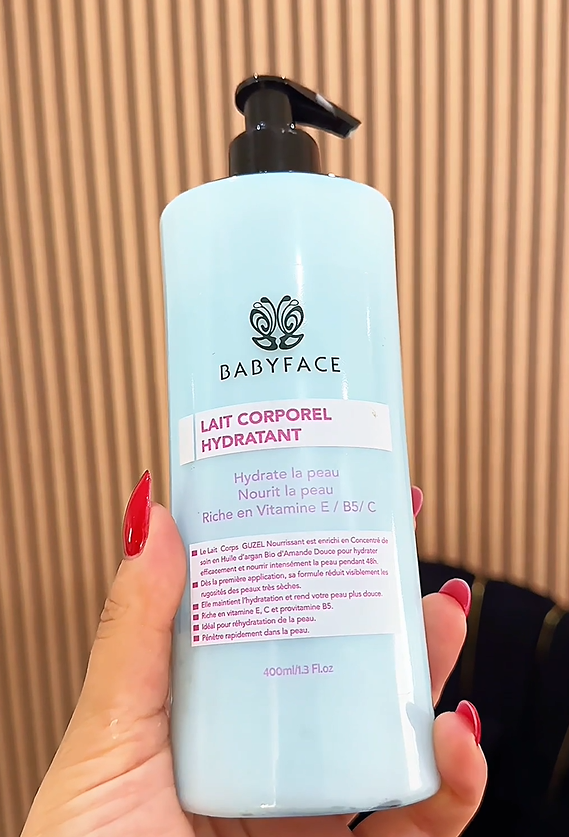 BABYFACE
LAIT CORPOREL
HYDRATANT
Hydrate la peau
Nourit la peau
Riche en Vitamine E / B5/ C
Le Lait Corps GUZEL Nourrissant est enrichi en Concentré de
soin en Huile d'argan Bio d'Amande Douce pour hydrater
efficacement et nourrir intensément la peau pendant 48h.
Dès la première application, sa formule réduit visiblement les
rugosités des peaux très sèches.
Elle maintient l'hydratation et rend votre peau plus douce.
Riche en vitamine E, C et provitamine B5.
Idéal pour réhydratation de la peau.
Pénètre rapidement dans la peau.
400ml/1.3 Fl.oz